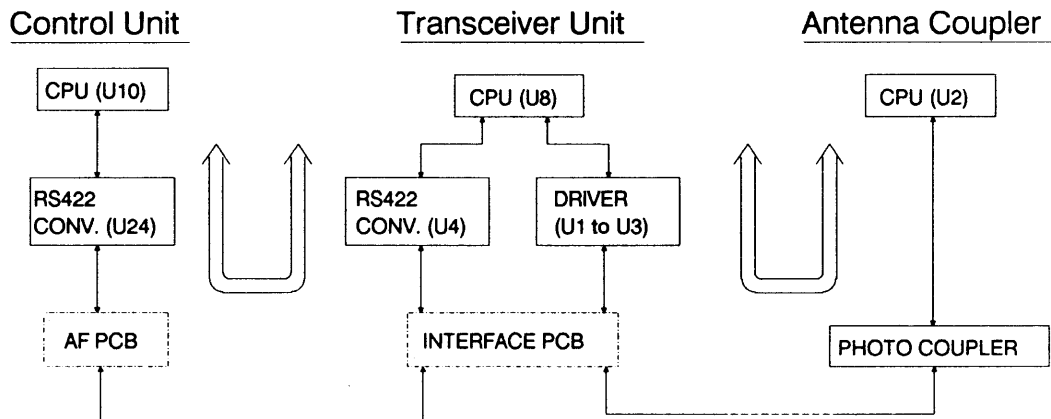 Control Unit
Transceiver Unit
Antenna Coupler
CPU (U10)
CPU (U8)
CPU (U2)
RS422
CONV. (U24)
RS422
CONV. (U4)
DRIVER
(U1 to U3)
AF PCB
INTERFACE PCB
PHOTO COUPLER